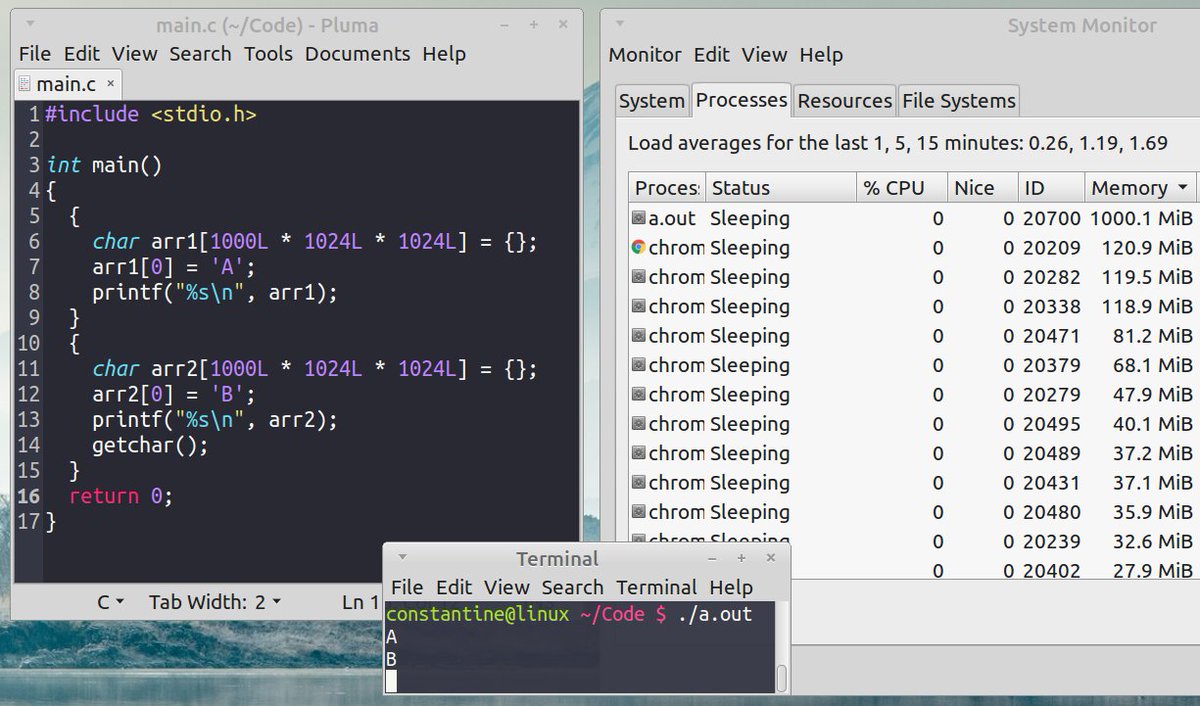 main.c (~/Code) - Pluma
File Edit View Search Tools Documents Help
main.c ×
1 #include <stdio.h>
2
3 int main()
4 {
5   {
6     char arr1[1000L * 1024L * 1024L] = {};
7     arr1[0] = 'A';
8     printf("%s\n", arr1);
9   }
10   {
11     char arr2[1000L * 1024L * 1024L] = {};
12     arr2[0] = 'B';
13     printf("%s\n", arr2);
14     getchar();
15   }
16   return 0;
17 }
C Tab Width: 2 Ln 1
System Monitor
Monitor Edit View Help
System Processes Resources File Systems
Load averages for the last 1, 5, 15 minutes: 0.26, 1.19, 1.69
Proces Status % CPU Nice ID Memory
a.out Sleeping 0 0 20700 1000.1 MiB
chrom Sleeping 0 0 20209 120.9 MiB
chrom Sleeping 0 0 20282 119.5 MiB
chrom Sleeping 0 0 20338 118.9 MiB
chrom Sleeping 0 0 20471 81.2 MiB
chrom Sleeping 0 0 20379 68.1 MiB
chrom Sleeping 0 0 20279 47.9 MiB
chrom Sleeping 0 0 20495 40.1 MiB
chrom Sleeping 0 0 20489 37.2 MiB
chrom Sleeping 0 0 20431 37.1 MiB
chrom Sleeping 0 0 20480 35.9 MiB
chrom Sleeping 0 0 20239 32.6 MiB
0 0 20402 27.9 MiB
Terminal
File Edit View Search Terminal Help
constantine@linux ~/Code $ ./a.out
A
B